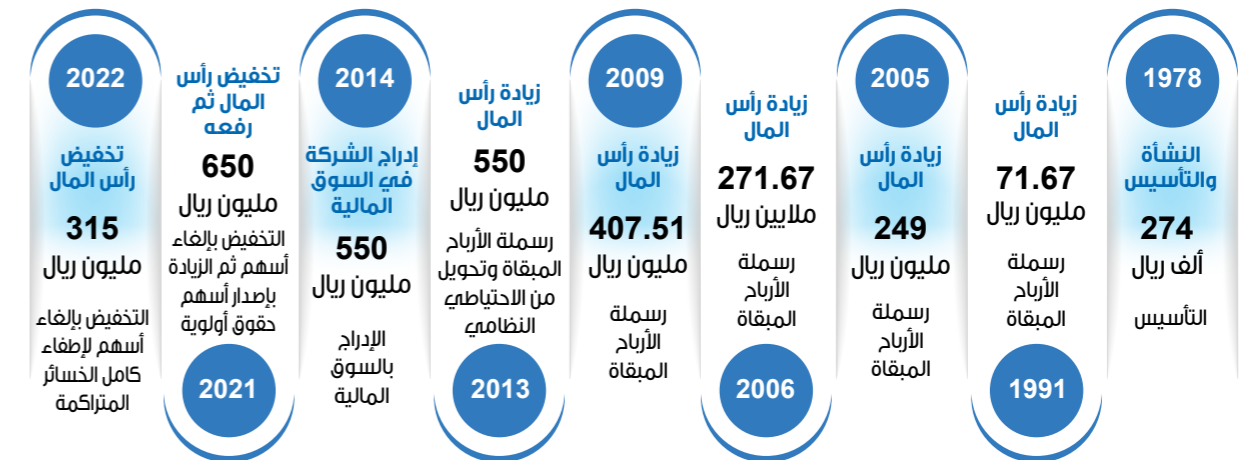 1978
النشأة
والتأسيس
274
ألف ريال
التأسيس
زيادة رأس
المال
71.67
مليون ريال
رسملة
الأرباح
المبقاة
1991
2005
زيادة رأس
المال
249
مليون ريال
رسملة
الأرباح
المبقاة
زيادة رأس
المال
271.67
ملايين ريال
رسملة
الأرباح
المبقاة
2006
2009
زيادة رأس
المال
407.51
مليون ريال
رسملة
الأرباح
المبقاة
زيادة رأس
المال
550
مليون ريال
رسملة الأرباح
المبقاة وتحويل
من الاحتياطي
النظامي
2013
2014
إدراج الشركة
في السوق
المالية
550
مليون ريال
الإدراج
بالسوق
المالية
تخفيض رأس
المال ثم
رفعه
650
مليون ريال
التخفيض بإلغاء
أسهم ثم الزيادة
بإصدار أسهم
حقوق أولوية
2021
2022
تخفيض
رأس المال
315
مليون ريال
التخفيض بإلغاء
أسهم لإطفاء
كامل الخسائر
المتراكمة